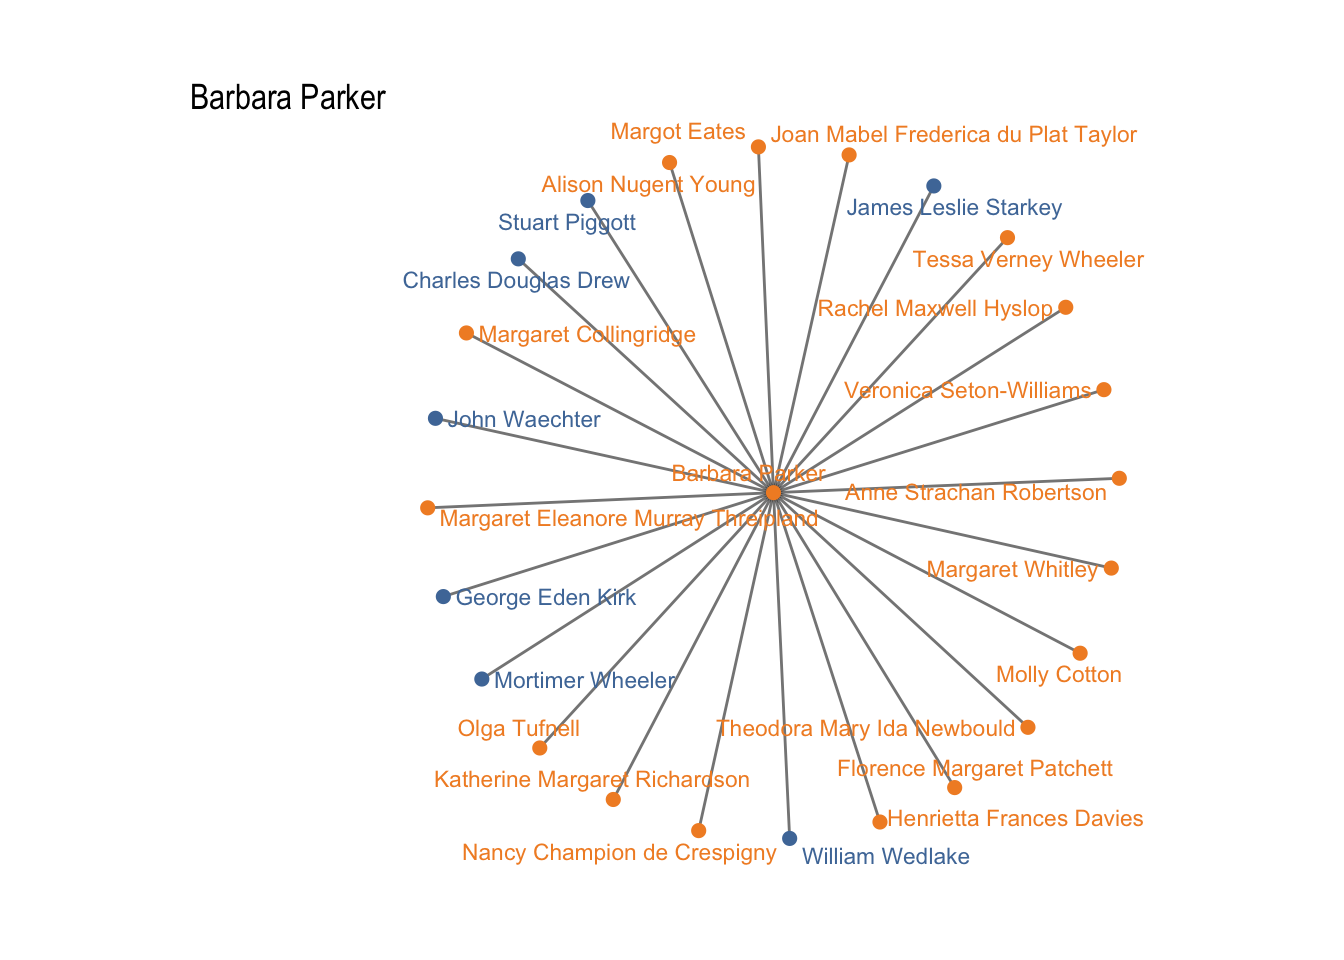 Barbara Parker
Margot Eates
Joan Mabel Frederica du Plat Taylor
Alison Nugent Young
James Leslie Starkey
Stuart Piggott
Tessa Verney Wheeler
Charles Douglas Drew
Rachel Maxwell Hyslop
Margaret Collingridge
Veronica Seton-Williams
John Waechter
Barbara Parker
Anne Strachan Robertson
Margaret Eleanore Murray Threipland
Margaret Whitley
George Eden Kirk
Molly Cotton
Mortimer Wheeler
Olga Tufnell
Theodora Mary Ida Newbould
Florence Margaret Patchett
Katherine Margaret Richardson
Henrietta Frances Davies
Nancy Champion de Crespigny
William Wedlake